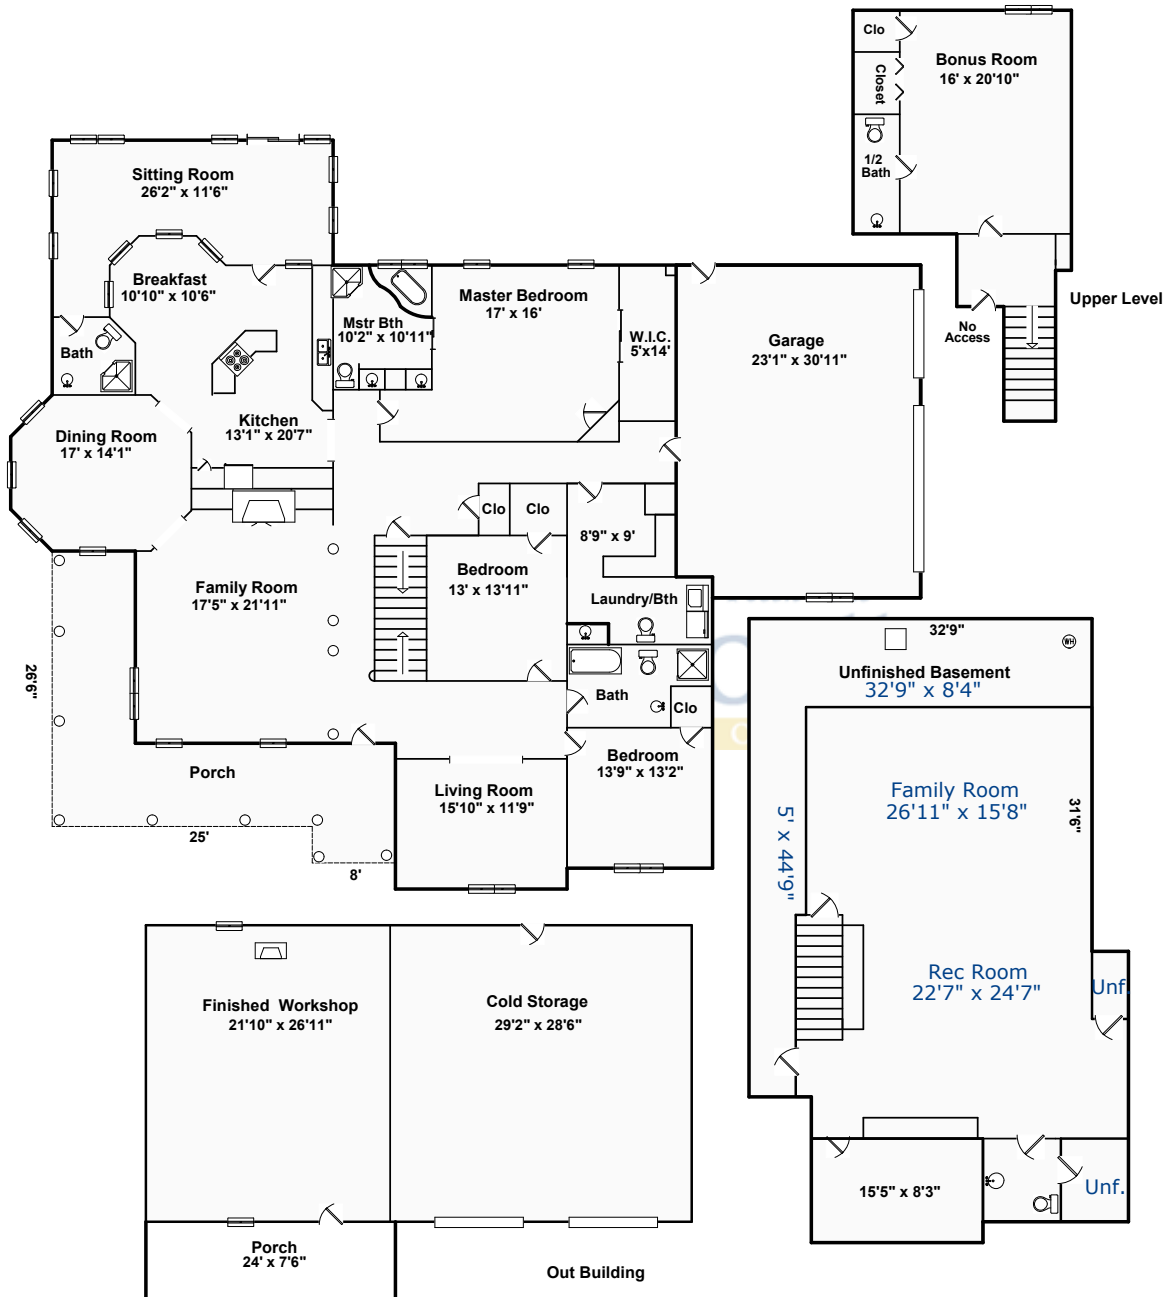 Clo
Bonus Room
16' x 20'10"
Closet
1/2
Bath
No
Access
Upper Level
Sitting Room
26'2" x 11'6"
Breakfast
10'10" x 10'6"
Bath
Mstr Bth
10'2" x 10'11"
Master Bedroom
17' x 16'
W.I.C.
5'x14'
Garage
23'1" x 30'11"
Kitchen
13'1" x 20'7"
Dining Room
17' x 14'1"
Clo
Clo
8'9" x 9'
Bedroom
13' x 13'11"
Family Room
17'5" x 21'11"
Laundry/Bth
26'6"
Bath
Clo
Porch
Bedroom
13'9" x 13'2"
Living Room
15'10" x 11'9"
25'
8'
32'9"
WH
Unfinished Basement
32'9" x 8'4"
Family Room
26'11" x 15'8"
31'6"
5' x 44'9"
Rec Room
22'7" x 24'7"
Unf.
15'5" x 8'3"
Unf.
Finished Workshop
21'10" x 26'11"
Cold Storage
29'2" x 28'6"
Porch
24' x 7'6"
Out Building